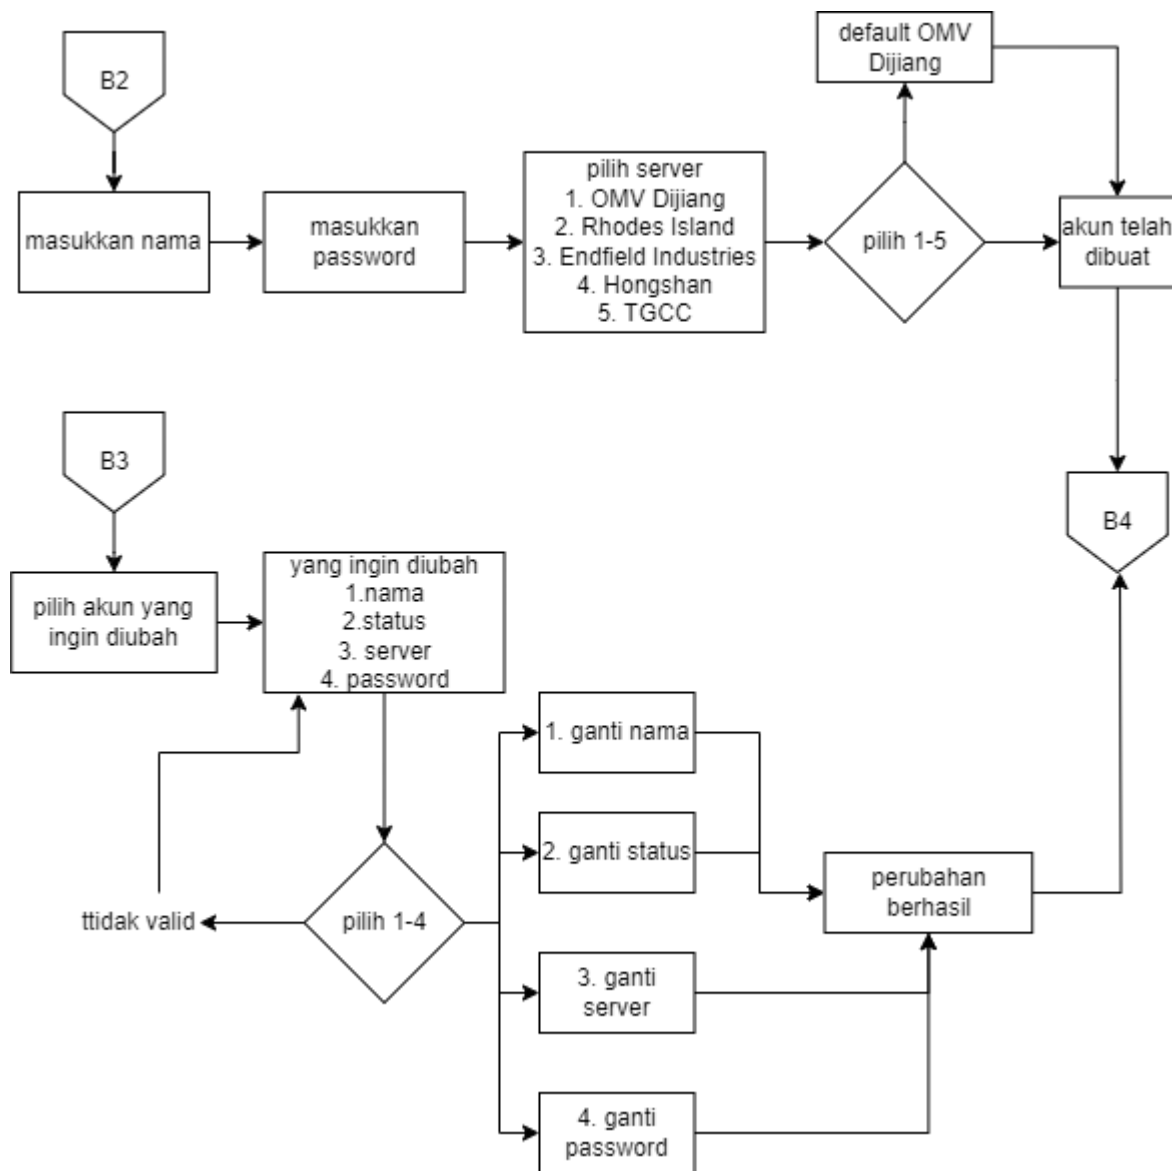 B2
masukkan nama
masukkan
password
pilih server
1. OMV Dijiang
2. Rhodes Island
3. Endfield Industries
4. Hongshan
5. TGCC
pilih 1-5
default OMV
Dijiang
akun telah
dibuat
B3
pilih akun yang
ingin diubah
yang ingin diubah
1.nama
2.status
3. server
4. password
pilih 1-4
ttidak valid
1. ganti nama
2. ganti status
3. ganti
server
4. ganti
password
perubahan
berhasil
B4